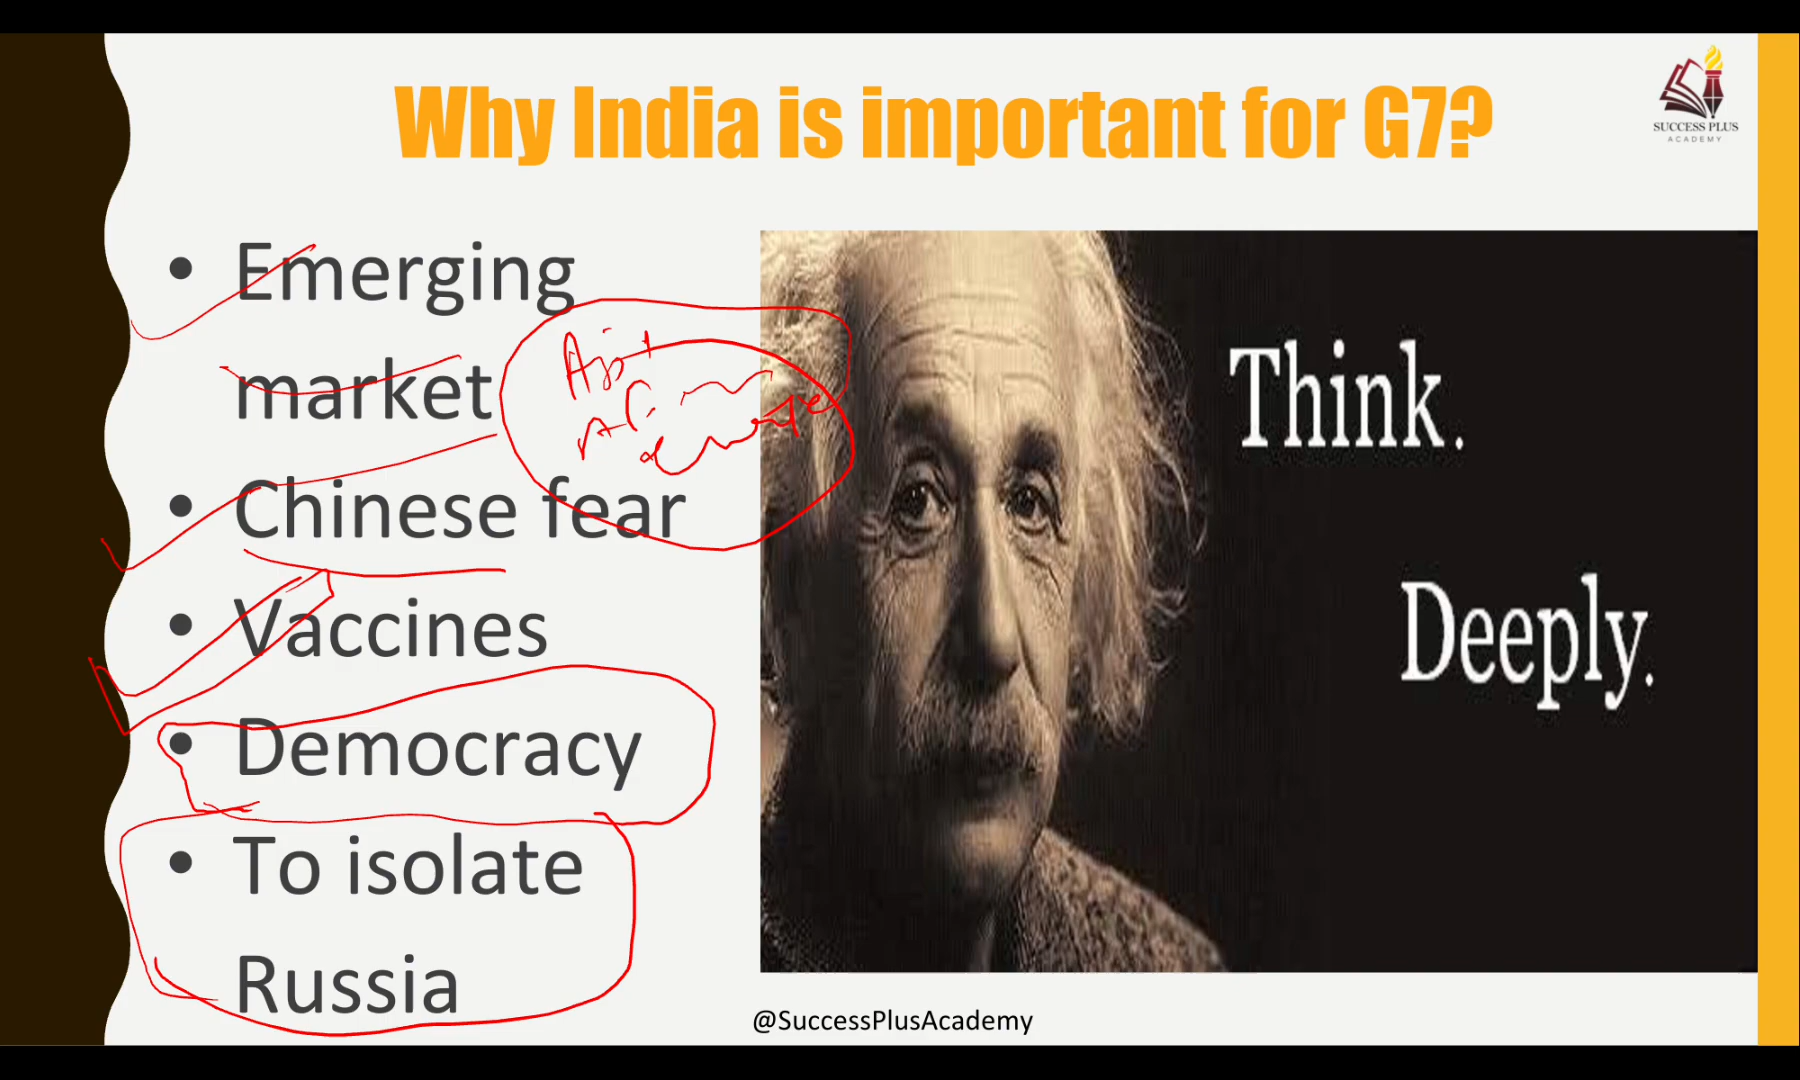 Why India is important for G7?
SUCCESS PLUS
ACADEMY
• Emerging
market
• Chinese fear
• Vaccines
• Democracy
• To isolate
Russia
Think.
Deeply.
@SuccessPlusAcademy